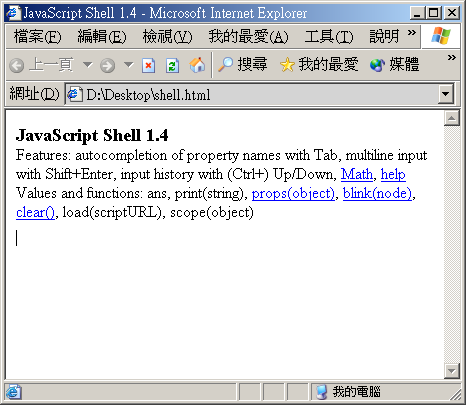 JavaScript Shell 1.4 - Microsoft Internet Explorer
檔案(F) 編輯(E) 檢視(V) 我的最愛(A) 工具(T) 說明 »
上一頁 搜尋 我的最愛 媒體 »
網址(D) D:\Desktop\shell.html
JavaScript Shell 1.4
Features: autocompletion of property names with Tab, multiline input
with Shift+Enter, input history with (Ctrl+) Up/Down, Math, help
Values and functions: ans, print(string), props(object), blink(node),
clear(), load(scriptURL), scope(object)
我的電腦